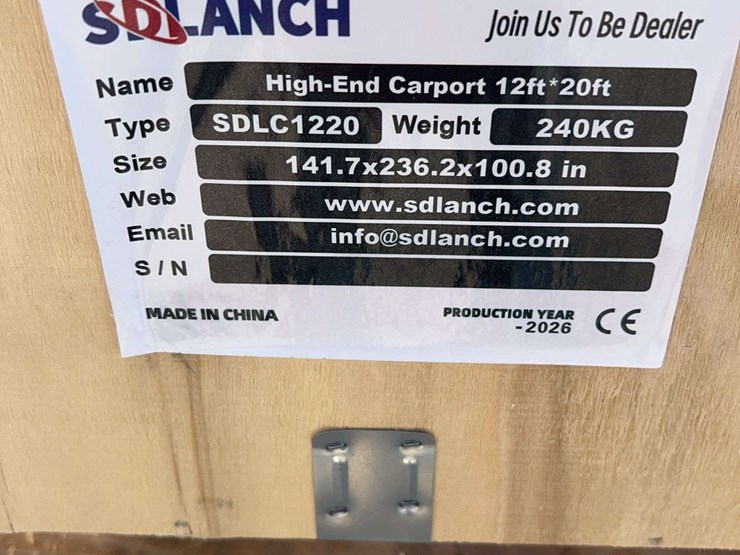 SDLANCH
Join Us To Be Dealer
Name High-End Carport 12ft*20ft
Type SDLC1220 Weight 240KG
Size 141.7x236.2x100.8 in
Web www.sdlanch.com
Email info@sdlanch.com
S / N
MADE IN CHINA
PRODUCTION YEAR
-2026
CE